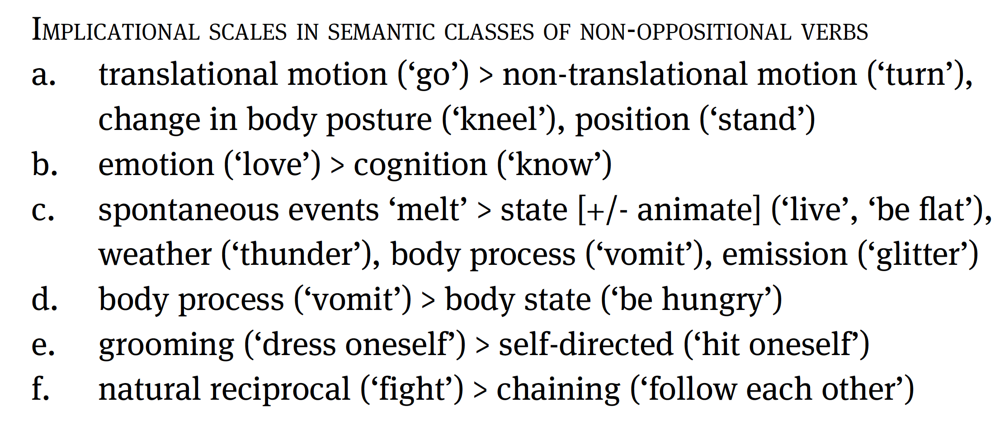 Implicational scales in semantic classes of non-oppositional verbs
a. translational motion (‘go’) > non-translational motion (‘turn’),
change in body posture (‘kneel’), position (‘stand’)
b. emotion (‘love’) > cognition (‘know’)
c. spontaneous events ‘melt’ > state [+/- animate] (‘live’, ‘be flat’),
weather (‘thunder’), body process (‘vomit’), emission (‘glitter’)
d. body process (‘vomit’) > body state (‘be hungry’)
e. grooming (‘dress oneself’) > self-directed (‘hit oneself’)
f. natural reciprocal (‘fight’) > chaining (‘follow each other’)